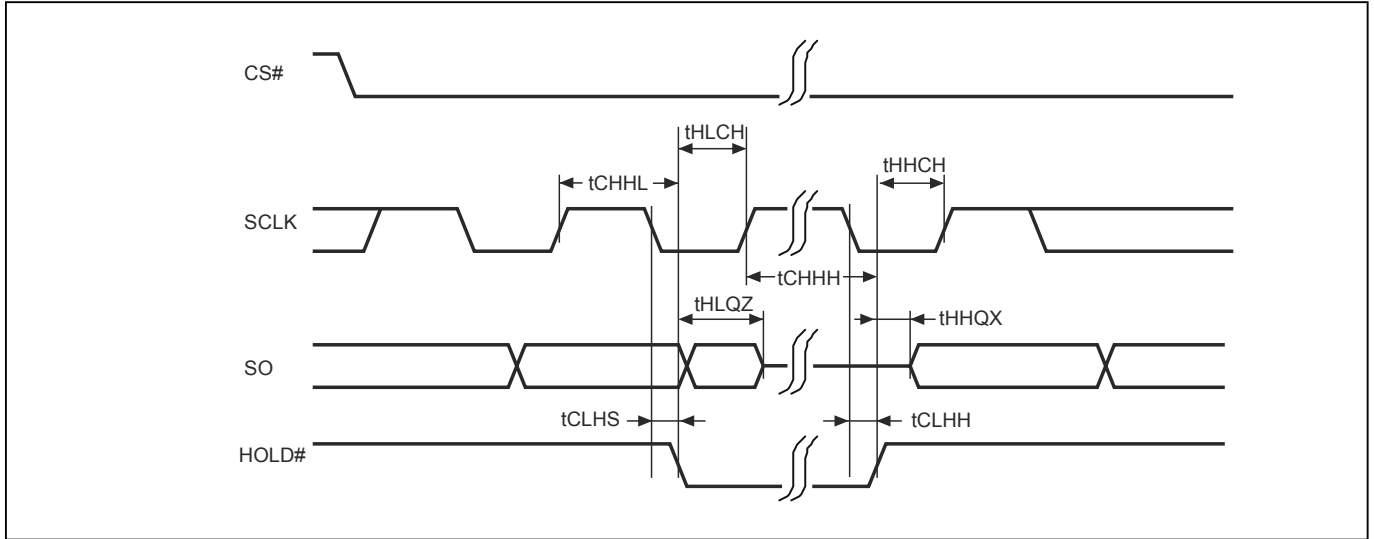 CS#
tHLCH
tHHCH
tCHHL
SCLK
tCHHH
tHLQZ
tHHQX
SO
tCLHS
tCLHH
HOLD#